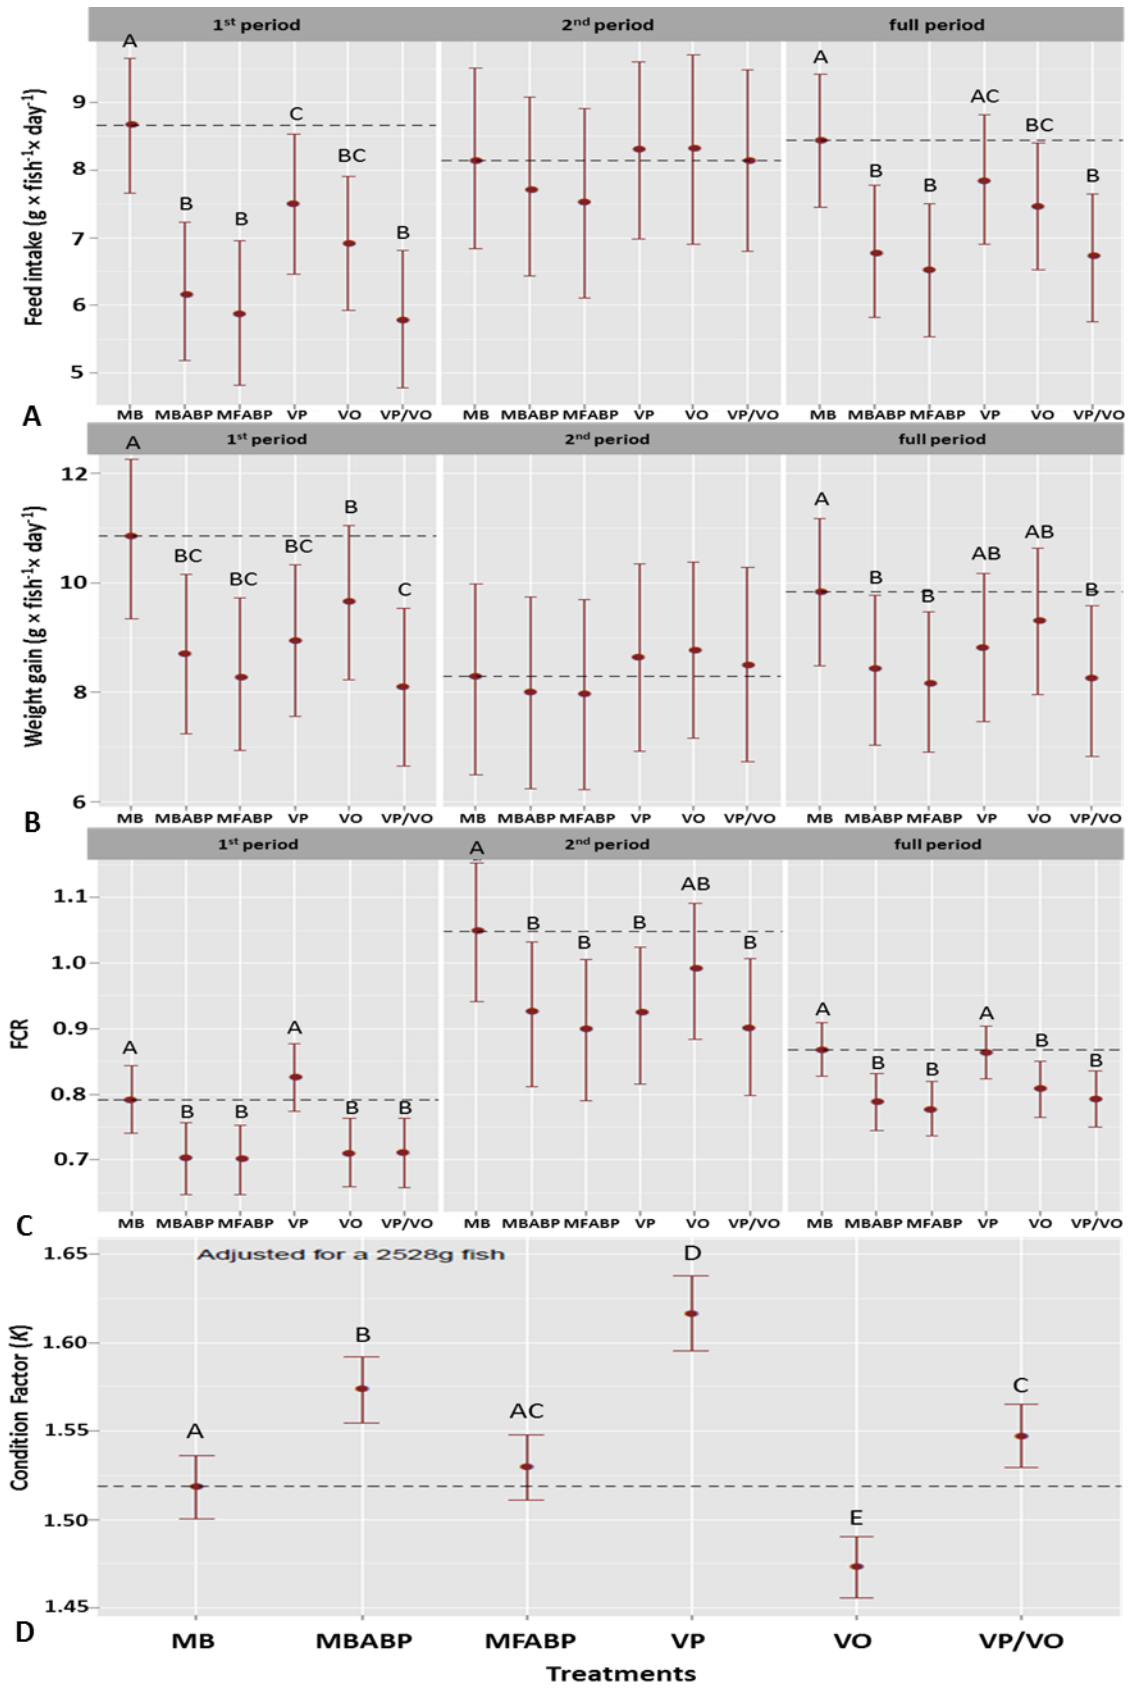 1st period 2nd period full period
Feed intake (g × fish-1× day-1)
9
8
7
6
5
A B B C BC B
A B B AC BC B
MB MBABP MFABP VP VO VP/VO MB MBABP MFABP VP VO VP/VO MB MBABP MFABP VP VO VP/VO
A
1st period 2nd period full period
Weight gain (g × fish-1× day-1)
12
10
8
6
A BC BC BC B C
A B B AB AB B
MB MBABP MFABP VP VO VP/VO MB MBABP MFABP VP VO VP/VO MB MBABP MFABP VP VO VP/VO
B
1st period 2nd period full period
FCR
1.1
1.0
0.9
0.8
0.7
A B B A B B
A B B B AB B
A B B A B B
MB MBABP MFABP VP VO VP/VO MB MBABP MFABP VP VO VP/VO MB MBABP MFABP VP VO VP/VO
C
Adjusted for a 2528g fish
Condition Factor (K)
1.65
1.60
1.55
1.50
1.45
A B AC D E C
D
MB MBABP MFABP VP VO VP/VO
Treatments